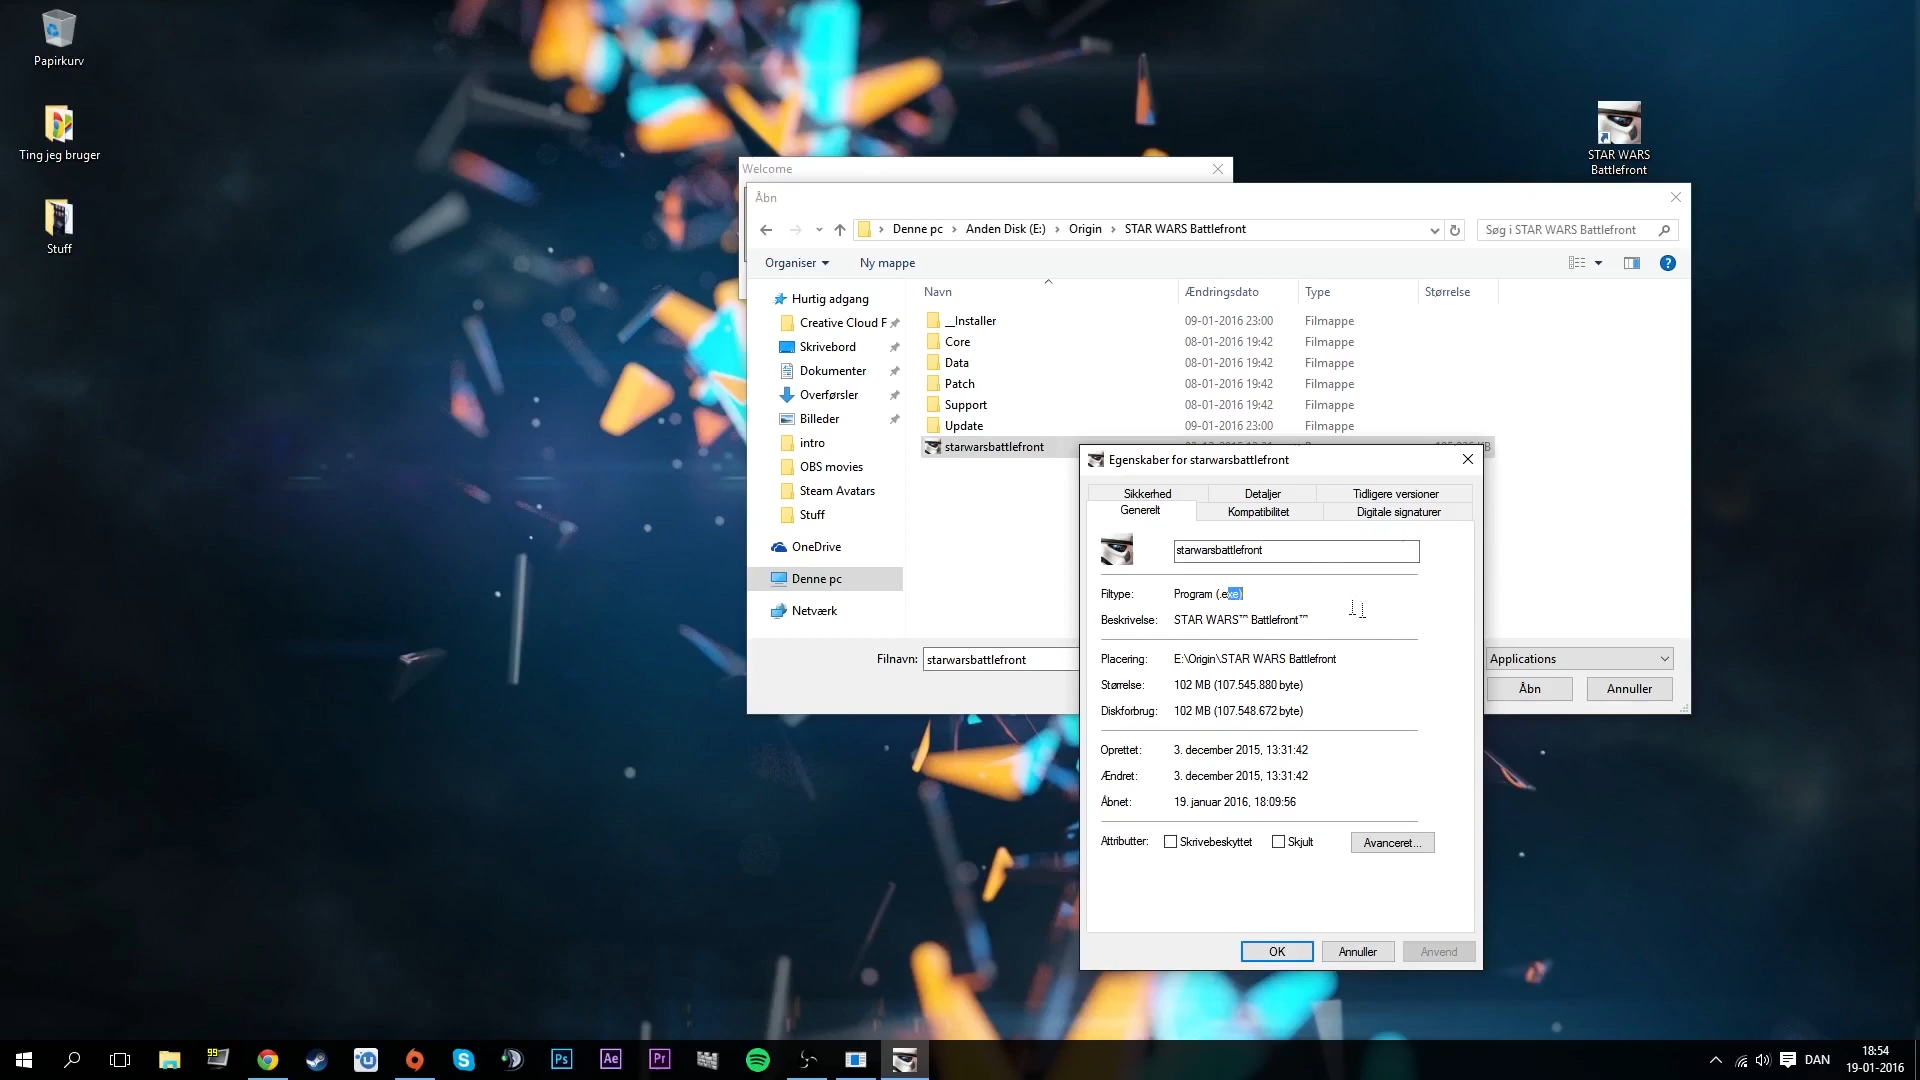 Papirkurv
Ting jeg bruger
Stuff
STAR WARS
Battlefront
Welcome
Åbn
Denne pc
Anden Disk (E:)
Origin
STAR WARS Battlefront
Søg i STAR WARS Battlefront
Organiser
Ny mappe
Navn
Ændringsdato
Type
Størrelse
Hurtig adgang
Creative Cloud F
Skrivebord
Dokumenter
Overførsler
Billeder
intro
OBS movies
Steam Avatars
Stuff
OneDrive
Denne pc
Netværk
__Installer 09-01-2016 23:00 Filmappe
Core 08-01-2016 19:42 Filmappe
Data 08-01-2016 19:42 Filmappe
Patch 08-01-2016 19:42 Filmappe
Support 08-01-2016 19:42 Filmappe
Update 09-01-2016 23:00 Filmappe
starwarsbattlefront
Filnavn: starwarsbattlefront
Applications
Åbn
Annuller
Egenskaber for starwarsbattlefront
Sikkerhed Detaljer Tidligere versioner
Generelt Kompatibilitet Digitale signaturer
starwarsbattlefront
Filtype: Program (.exe)
Beskrivelse: STAR WARS™ Battlefront™
Placering: E:\Origin\STAR WARS Battlefront
Størrelse: 102 MB (107.545.880 byte)
Diskforbrug: 102 MB (107.548.672 byte)
Oprettet: 3. december 2015, 13:31:42
Ændret: 3. december 2015, 13:31:42
Åbnet: 19. januar 2016, 18:09:56
Attributter: Skrivebeskyttet Skjult Avanceret...
OK Annuller Anvend
99
Ps
Ae
Pr
DAN
18:54
19-01-2016